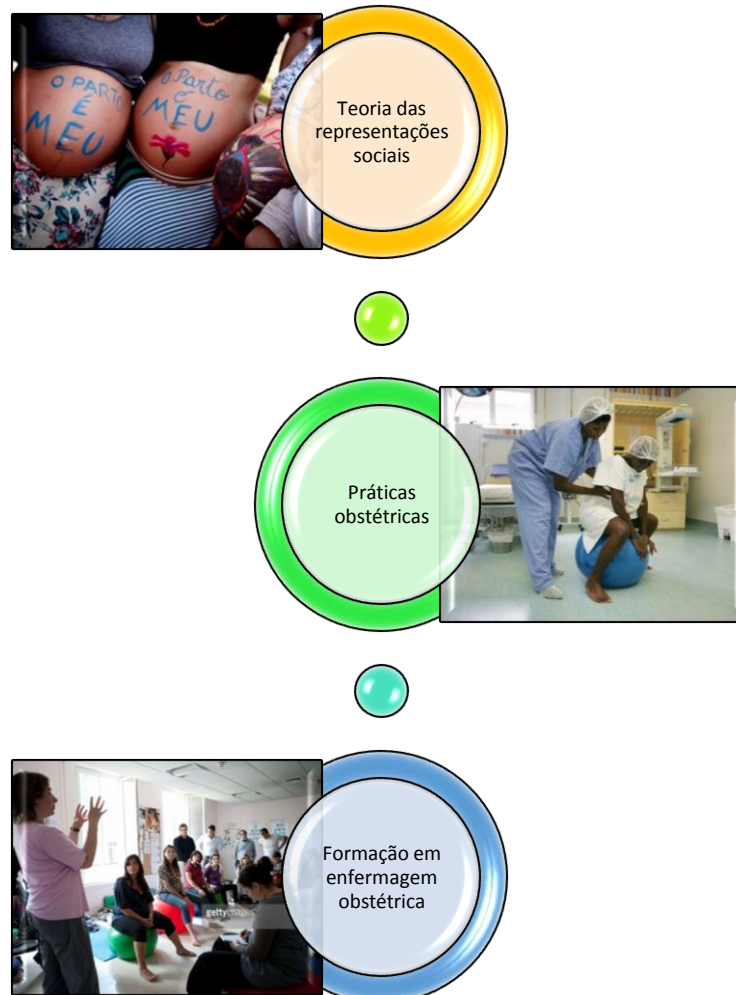 O PARTO
É
MEU
O Parto
É
MEU
Teoria das
representações
sociais
Práticas
obstétricas
Formação em
enfermagem
obstétrica
gettyimages